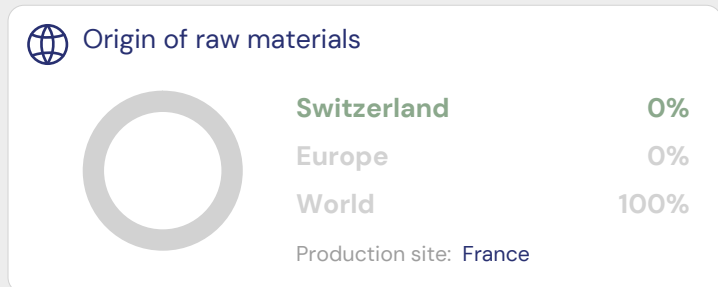 Origin of raw materials
Switzerland 0%
Europe 0%
World 100%
Production site: France